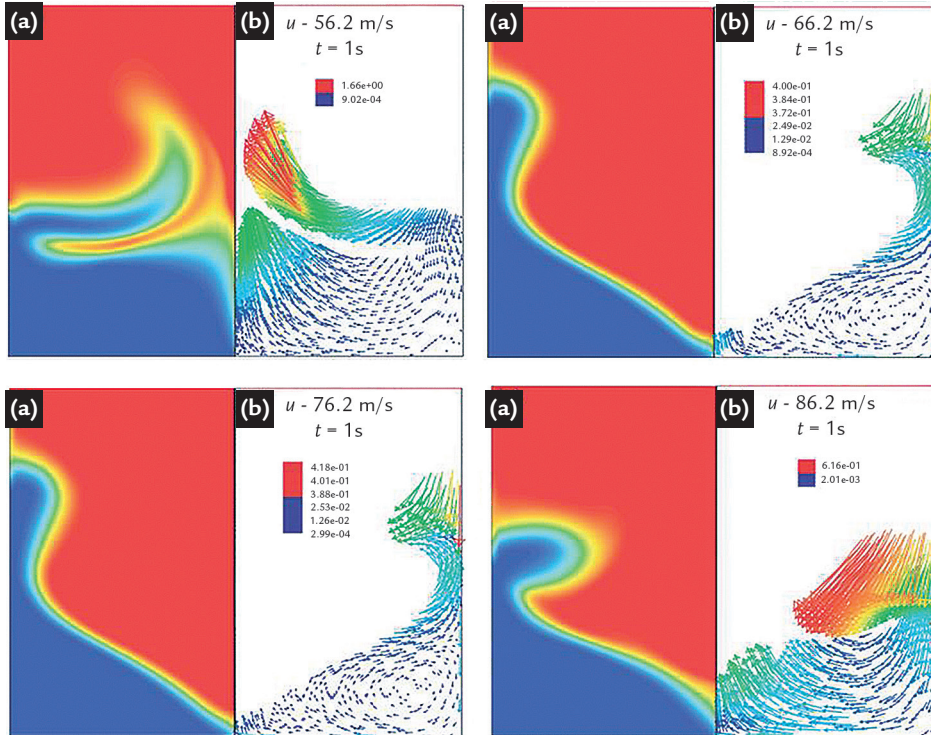 (a)
(b)
u - 56.2 m/s
t = 1s
1.66e+00
9.02e-04
(a)
(b)
u - 66.2 m/s
t = 1s
4.00e-01
3.84e-01
3.72e-01
2.49e-02
1.29e-02
8.92e-04
(a)
(b)
u - 76.2 m/s
t = 1s
4.18e-01
4.01e-01
3.88e-01
2.53e-02
1.26e-02
2.99e-04
(a)
(b)
u - 86.2 m/s
t = 1s
6.16e-01
2.01e-03